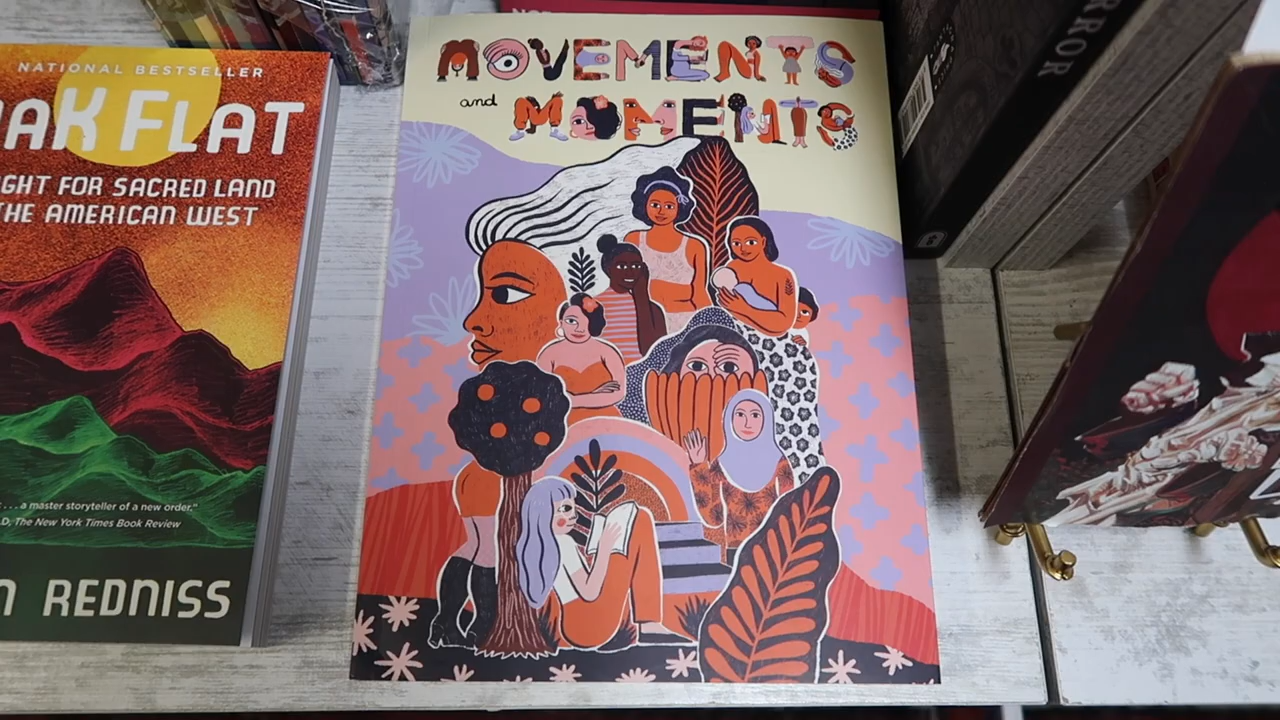 NATIONAL BESTSELLER
AK FLAT
GHT FOR SACRED LAND
THE AMERICAN WEST
...a master storyteller of a new order."
D, The New York Times Book Review
N REDNISS
MOVEMENTS
and
MOMENTS
RROR